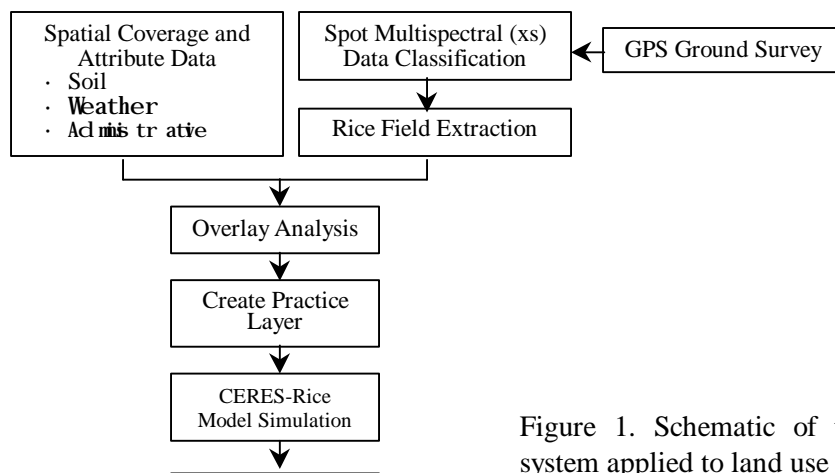 Spatial Coverage and
Attribute Data
· Soil
· Weather
· Administrative
Spot Multispectral (xs)
Data Classification
GPS Ground Survey
Rice Field Extraction
Overlay Analysis
Create Practice
Layer
CERES-Rice
Model Simulation
Figure 1. Schematic of
system applied to land use